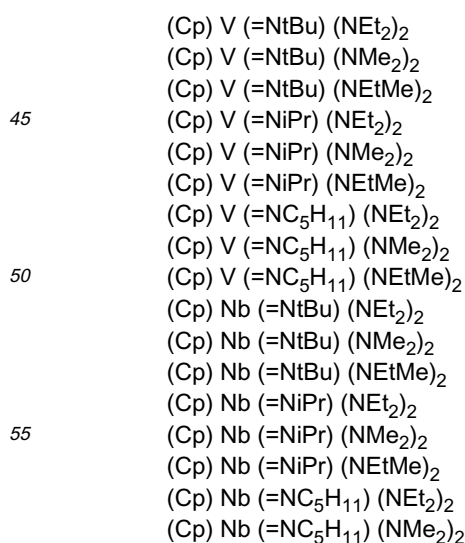 (Cp) V (=NtBu) (NEt₂)₂
(Cp) V (=NtBu) (NMe₂)₂
(Cp) V (=NtBu) (NEtMe)₂
45 (Cp) V (=NiPr) (NEt₂)₂
(Cp) V (=NiPr) (NMe₂)₂
(Cp) V (=NiPr) (NEtMe)₂
(Cp) V (=NC₅H₁₁) (NEt₂)₂
(Cp) V (=NC₅H₁₁) (NMe₂)₂
50 (Cp) V (=NC₅H₁₁) (NEtMe)₂
(Cp) Nb (=NtBu) (NEt₂)₂
(Cp) Nb (=NtBu) (NMe₂)₂
(Cp) Nb (=NtBu) (NEtMe)₂
(Cp) Nb (=NiPr) (NEt₂)₂
55 (Cp) Nb (=NiPr) (NMe₂)₂
(Cp) Nb (=NiPr) (NEtMe)₂
(Cp) Nb (=NC₅H₁₁) (NEt₂)₂
(Cp) Nb (=NC₅H₁₁) (NMe₂)₂